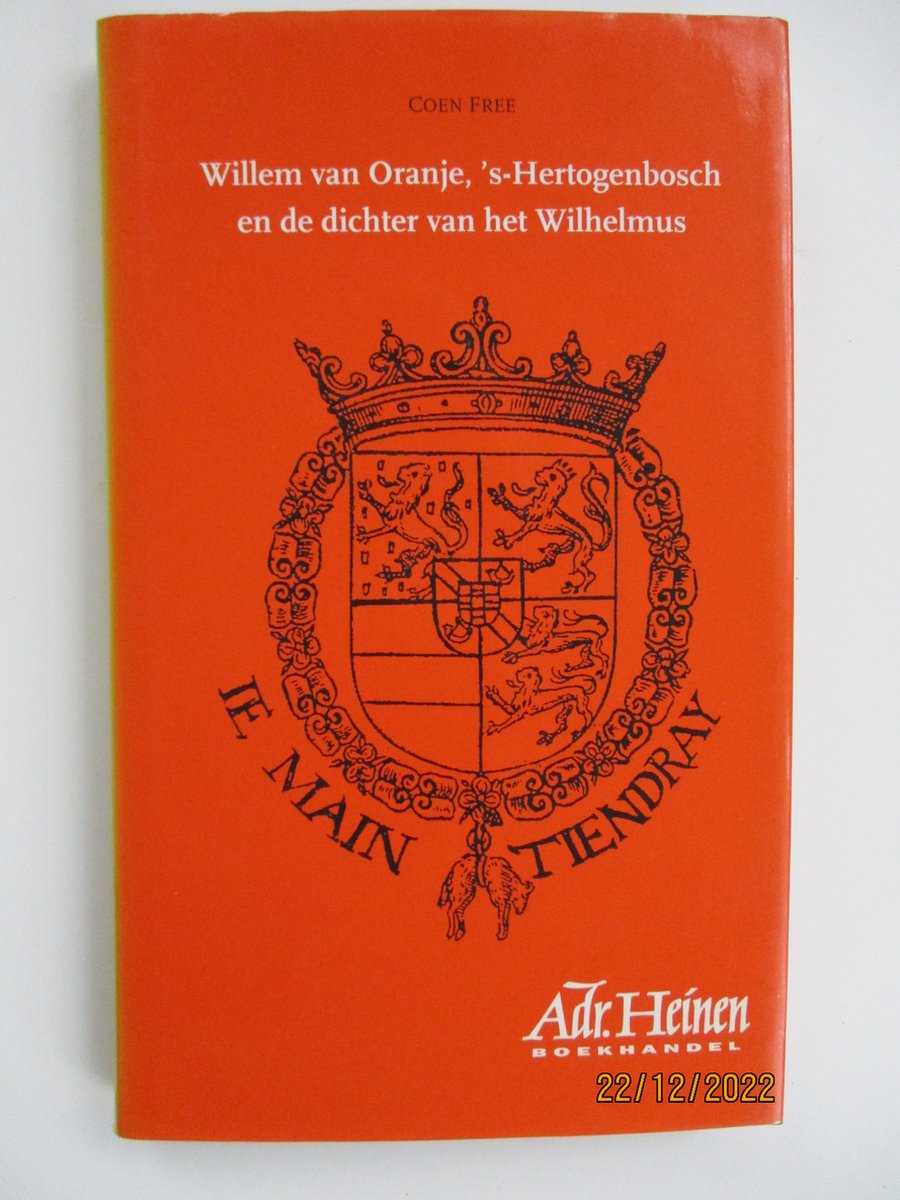 COEN FREE
Willem van Oranje, 's-Hertogenbosch
en de dichter van het Wilhelmus
IE, MAIN TIENDRAY
Adr. Heinen
BOEKHANDEL
22/12/2022